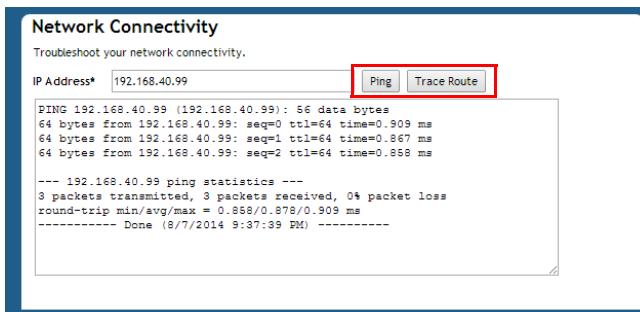 Network Connectivity
Troubleshoot your network connectivity.
IP Address* 192.168.40.99 Ping Trace Route
PING 192.168.40.99 (192.168.40.99): 56 data bytes
64 bytes from 192.168.40.99: seq=0 ttl=64 time=0.909 ms
64 bytes from 192.168.40.99: seq=1 ttl=64 time=0.867 ms
64 bytes from 192.168.40.99: seq=2 ttl=64 time=0.858 ms
--- 192.168.40.99 ping statistics ---
3 packets transmitted, 3 packets received, 0% packet loss
round-trip min/avg/max = 0.858/0.878/0.909 ms
----------- Done (8/7/2014 9:37:39 PM) ----------